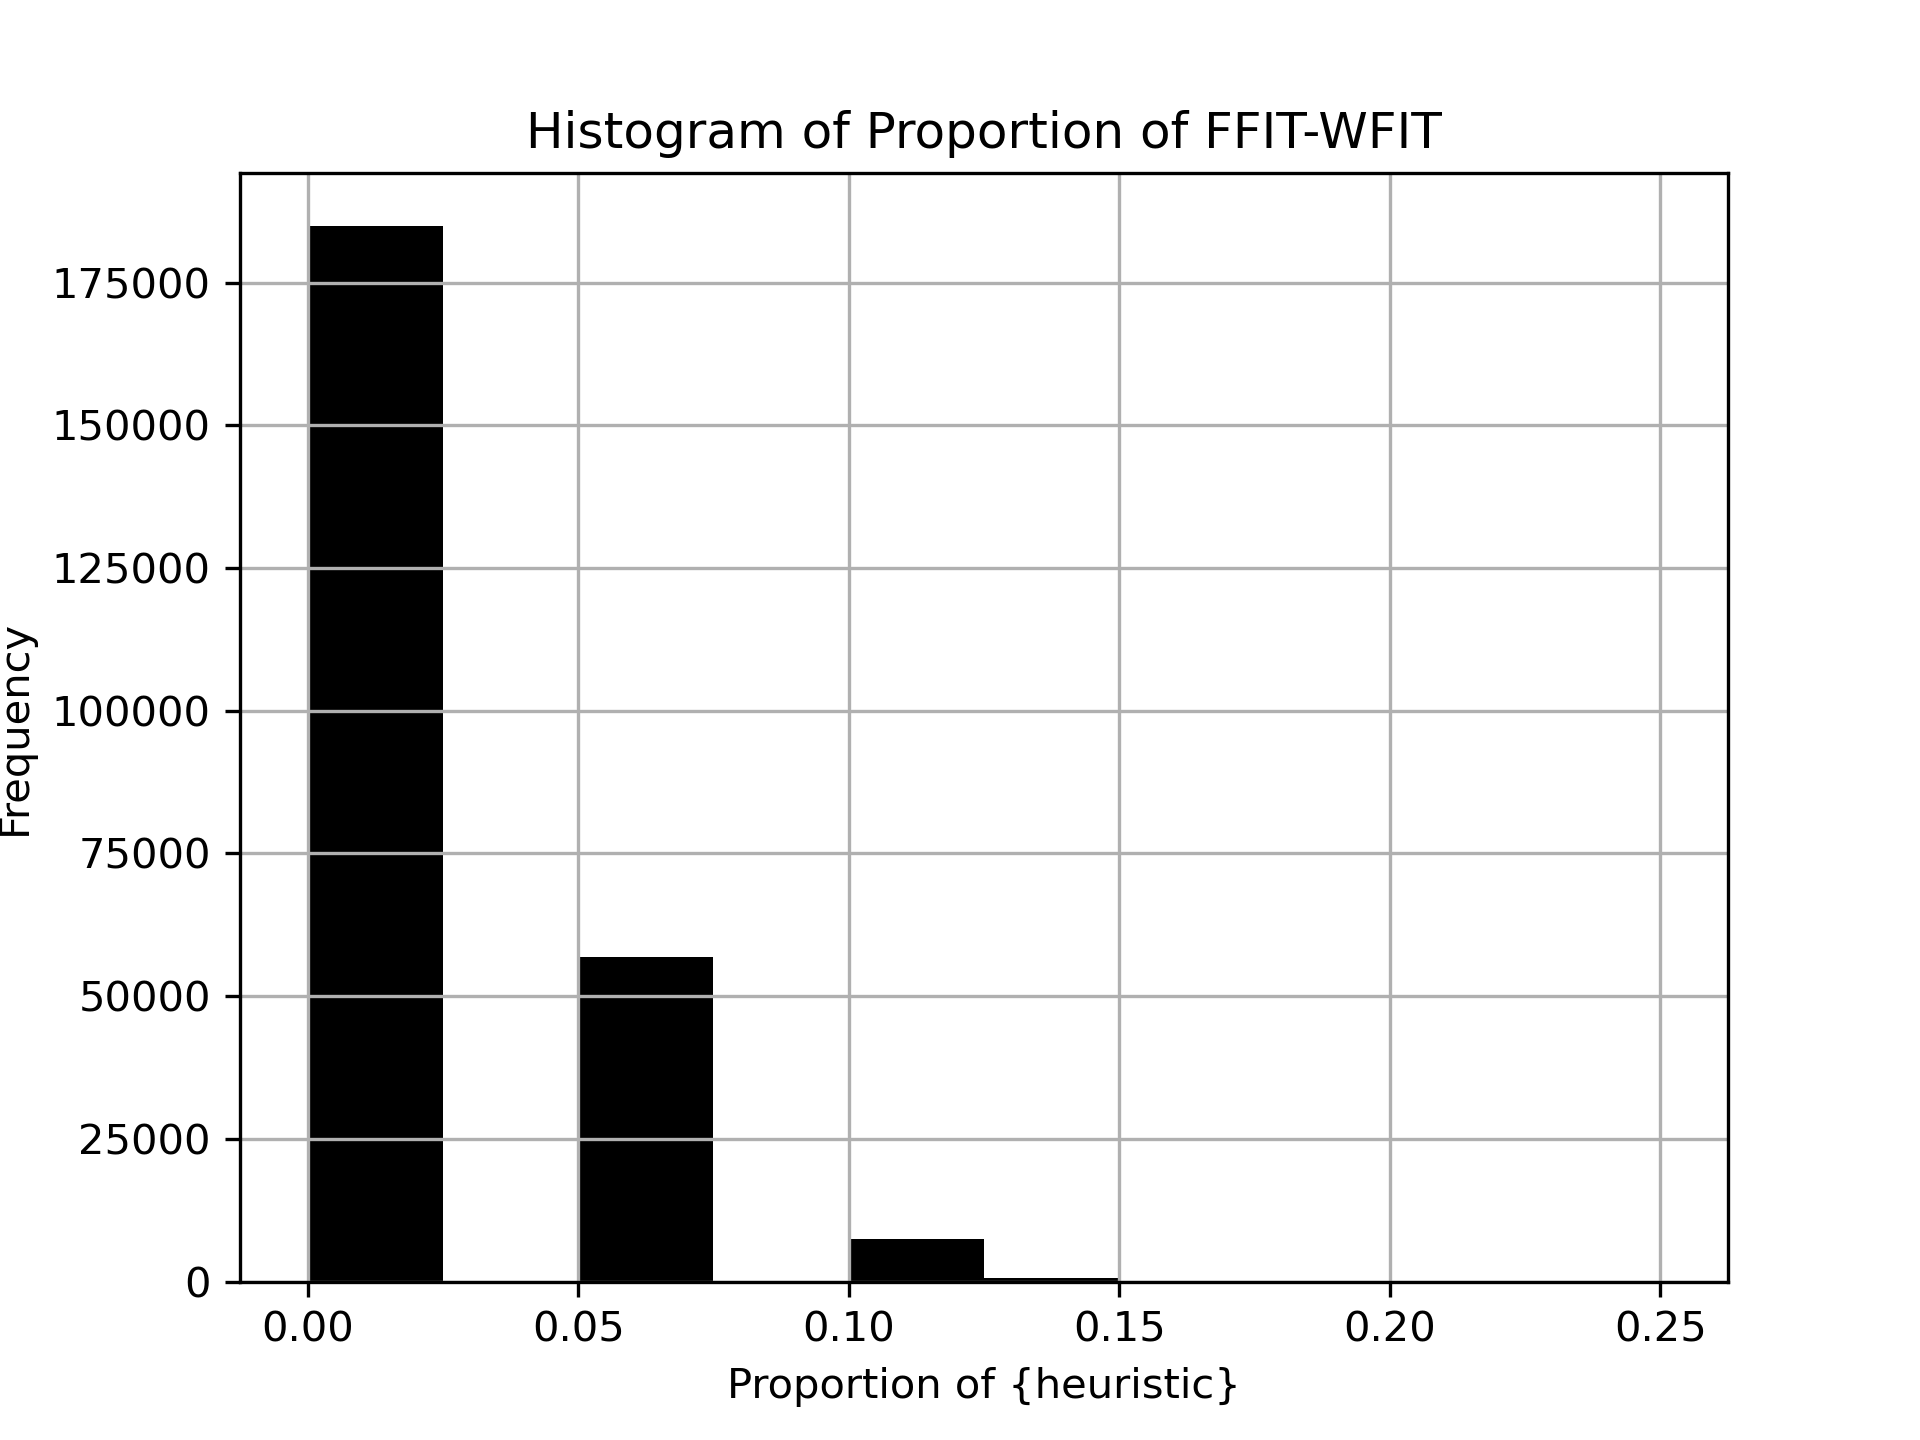 Histogram of Proportion of FFIT-WFIT
175000
150000
125000
100000
75000
50000
25000
0
Frequency
0.00 0.05 0.10 0.15 0.20 0.25
Proportion of {heuristic}